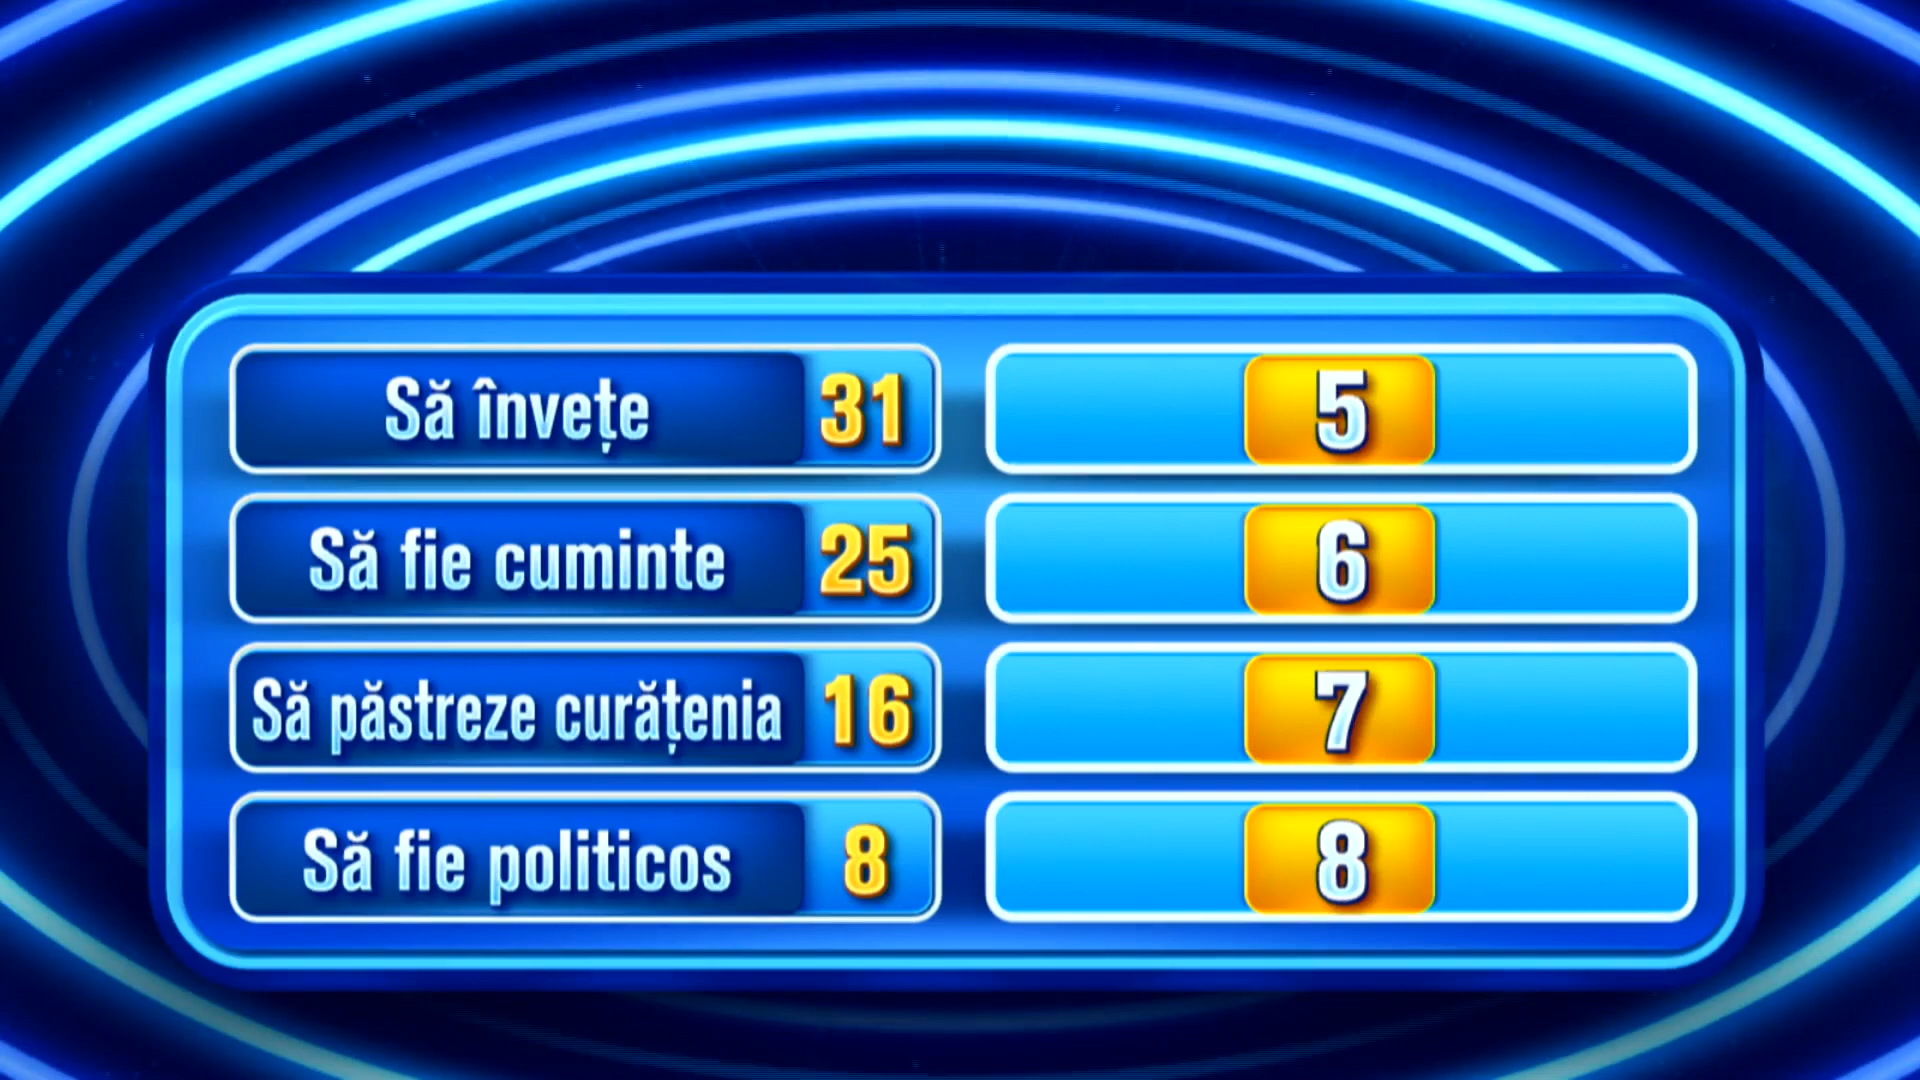 Să învețe 31
Să fie cuminte 25
Să păstreze curățenia 16
Să fie politicos 8
5
6
7
8